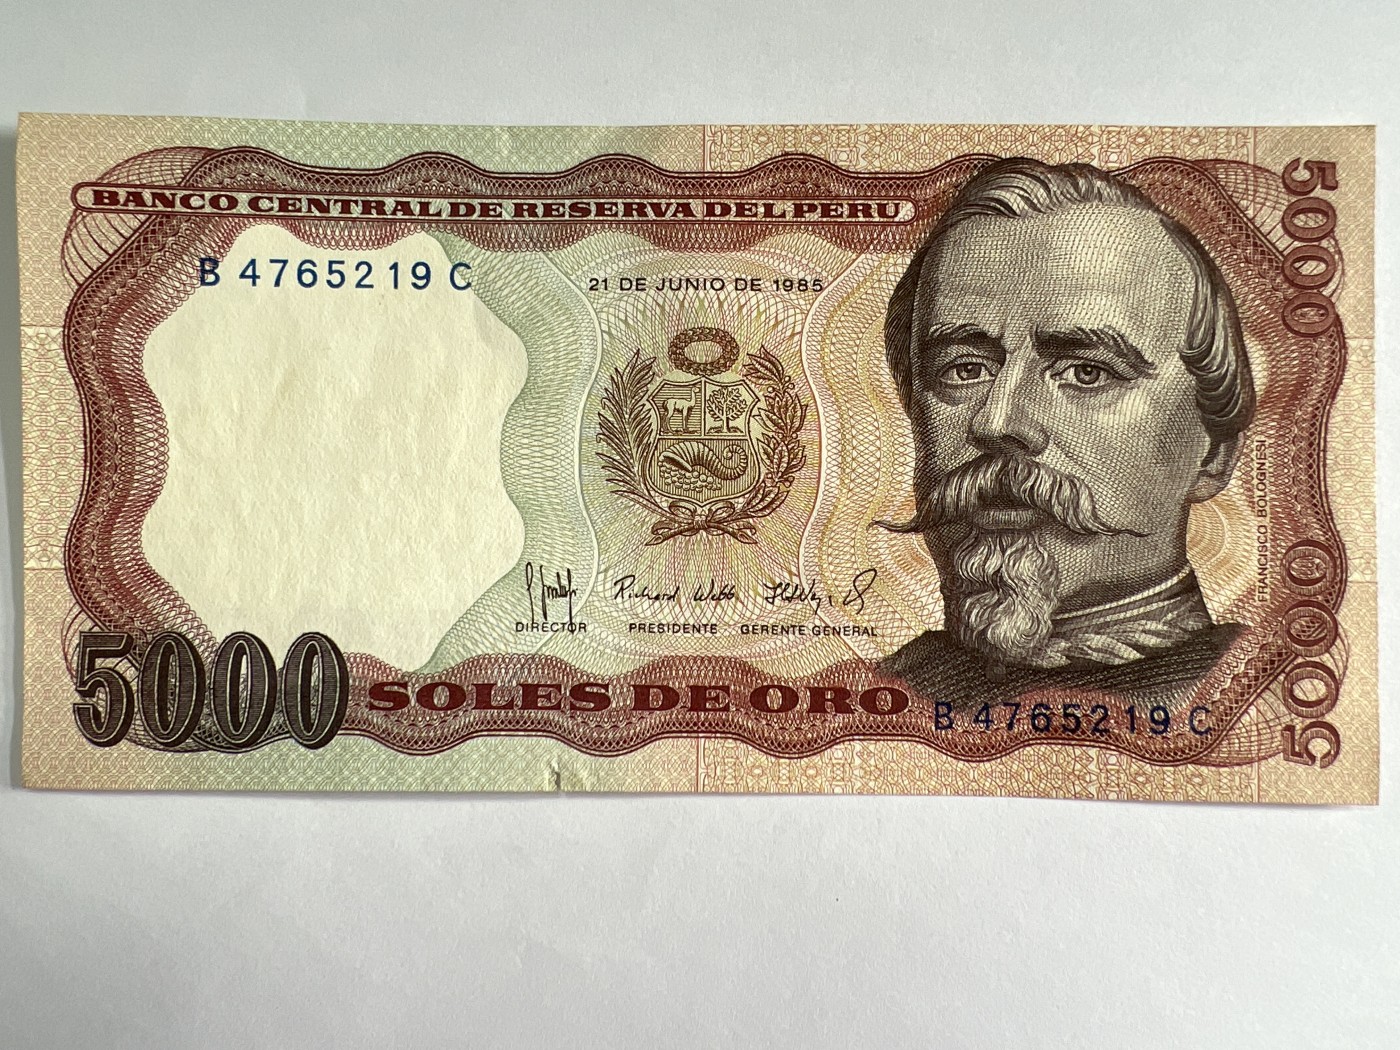 BANCO CENTRAL DE RESERVA DEL PERU
5000
B 4765219 C
21 DE JUNIO DE 1985
FRANCISCO BOLOGNESI
Richard Webb
DIRECTOR PRESIDENTE GERENTE GENERAL
5000 SOLES DE ORO
B 4765219 C
5000